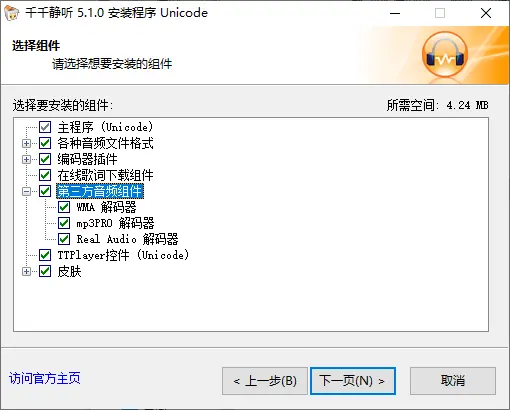 千千静听 5.1.0 安装程序 Unicode
选择组件
请选择想要安装的组件
选择要安装的组件:
所需空间: 4.24 MB
主程序 (Unicode)
各种音频文件格式
编码器插件
在线歌词下载组件
第三方音频组件
WMA 解码器
mp3PRO 解码器
Real Audio 解码器
TTPlayer控件 (Unicode)
皮肤
访问官方主页
< 上一步(B)
下一页(N) >
取消